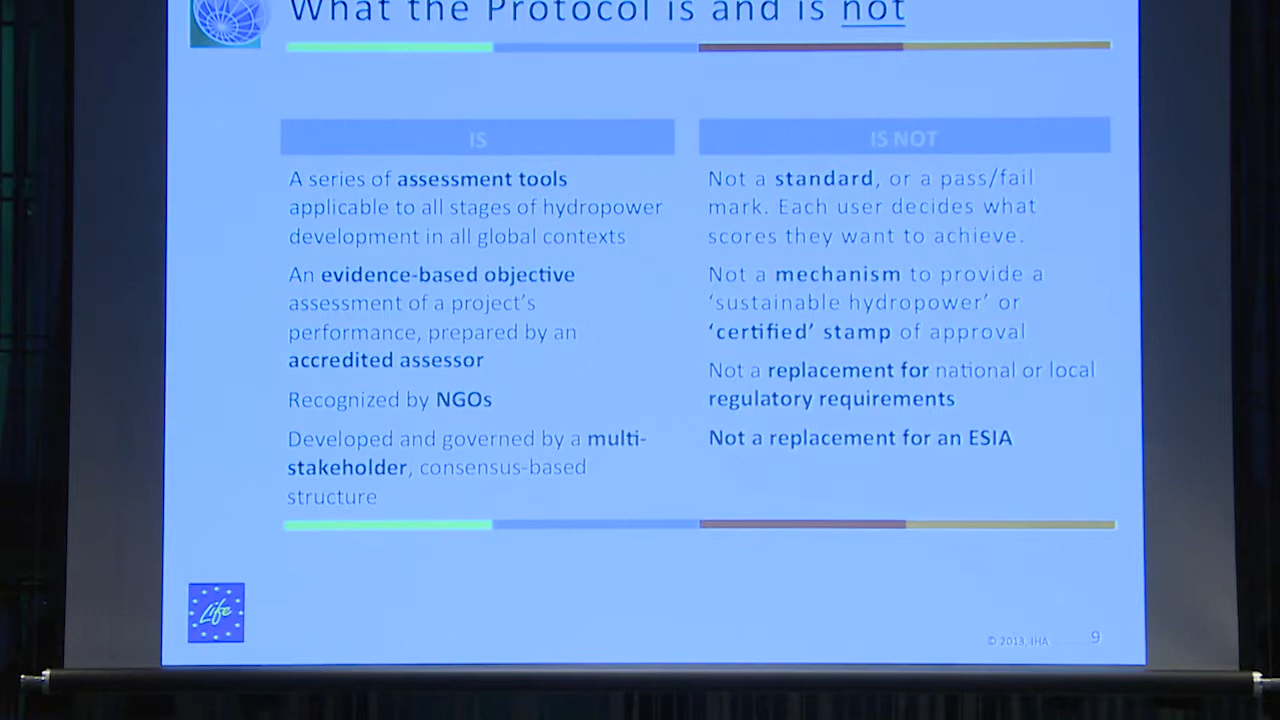 What the Protocol is and is not
IS
A series of assessment tools
applicable to all stages of hydropower
development in all global contexts
An evidence-based objective
assessment of a project's
performance, prepared by an
accredited assessor
Recognized by NGOs
Developed and governed by a multi-
stakeholder, consensus-based
structure
IS NOT
Not a standard, or a pass/fail
mark. Each user decides what
scores they want to achieve.
Not a mechanism to provide a
‘sustainable hydropower’ or
‘certified’ stamp of approval
Not a replacement for national or local
regulatory requirements
Not a replacement for an ESIA
Life
© 2013, IHA
9